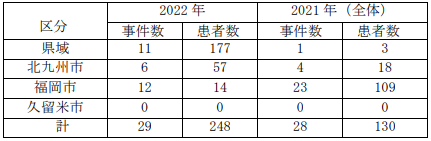 区分 2022 年 2021 年（全体）
事件数 患者数 事件数 患者数
県域 11 177 1 3
北九州市 6 57 4 18
福岡市 12 14 23 109
久留米市 0 0 0 0
計 29 248 28 130